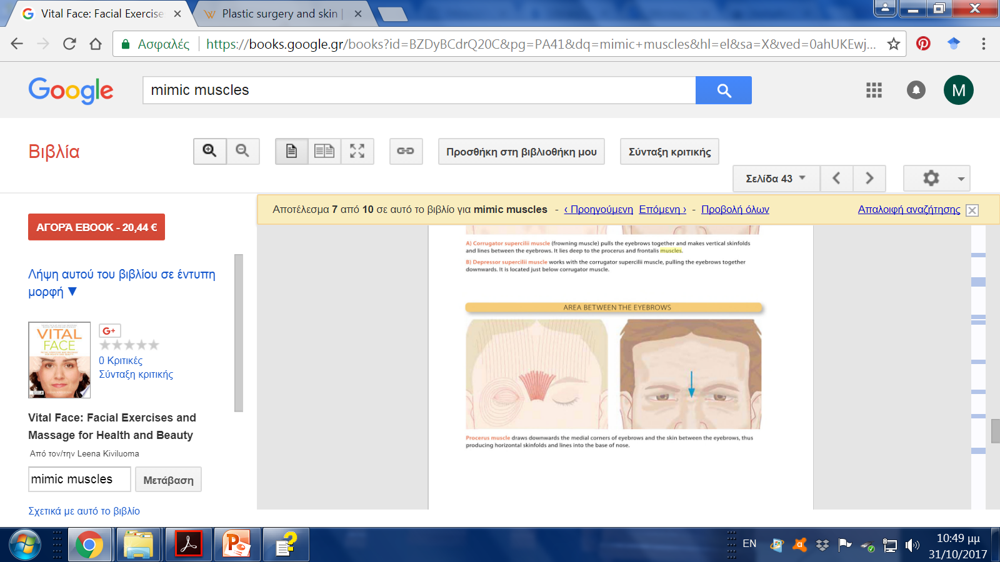 Vital Face: Facial Exercise
Plastic surgery and skin |
Ασφαλές
https://books.google.gr/books?id=BZDyBCdrQ20C&pg=PA41&dq=mimic+muscles&hl=el&sa=X&ved=0ahUKEwj...
Google
mimic muscles
M
Βιβλία
Προσθήκη στη βιβλιοθήκη μου
Σύνταξη κριτικής
Σελίδα 43
Αποτέλεσμα 7 από 10 σε αυτό το βιβλίο για mimic muscles - ‹ Προηγούμενη Επόμενη › - Προβολή όλων
Απαλοιφή αναζήτησης
ΑΓΟΡΆ EBOOK - 20,44 €
Λήψη αυτού του βιβλίου σε έντυπη
μορφή ▼
VITAL
FACE
G+
0 Κριτικές
Σύνταξη κριτικής
Vital Face: Facial Exercises and
Massage for Health and Beauty
Από τον/την Leena Kiviluoma
mimic muscles
Μετάβαση
Σχετικά με αυτό το βιβλίο
A) Corrugator supercilii muscle (frowning muscle) pulls the eyebrows together and makes vertical skinfolds
and lines between the eyebrows. It lies deep to the procerus and frontalis muscles.
B) Depressor supercilii muscle works with the corrugator supercilii muscle, pulling the eyebrows together
downwards. It is located just below corrugator muscle.
AREA BETWEEN THE EYEBROWS
Procerus muscle draws downwards the medial corners of eyebrows and the skin between the eyebrows, thus
producing horizontal skinfolds and lines into the base of nose.
EN
10:49 μμ
31/10/2017